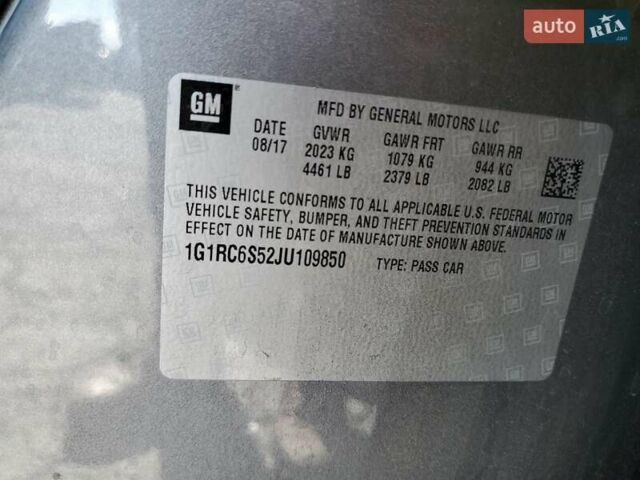 auto RIA
.com
GM
MFD BY GENERAL MOTORS LLC
DATE GVWR GAWR FRT GAWR RR
08/17 2023 KG 1079 KG 944 KG
4461 LB 2379 LB 2082 LB
THIS VEHICLE CONFORMS TO ALL APPLICABLE U.S. FEDERAL MOTOR
VEHICLE SAFETY, BUMPER, AND THEFT PREVENTION STANDARDS IN
EFFECT ON THE DATE OF MANUFACTURE SHOWN ABOVE.
1G1RC6S52JU109850 TYPE: PASS CAR